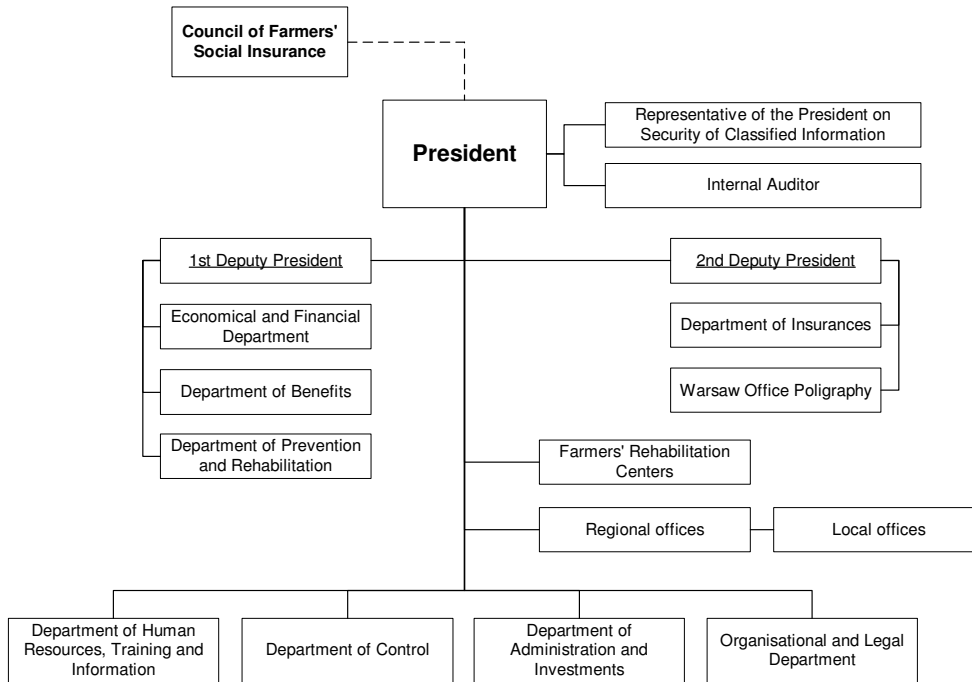 Council of Farmers'
Social Insurance
President
Representative of the President on
Security of Classified Information
Internal Auditor
1st Deputy President
2nd Deputy President
Economical and Financial
Department
Department of Insurances
Department of Benefits
Warsaw Office Poligraphy
Department of Prevention
and Rehabilitation
Farmers' Rehabilitation
Centers
Regional offices
Local offices
Department of Human
Resources, Training and
Information
Department of Control
Department of
Administration and
Investments
Organisational and Legal
Department